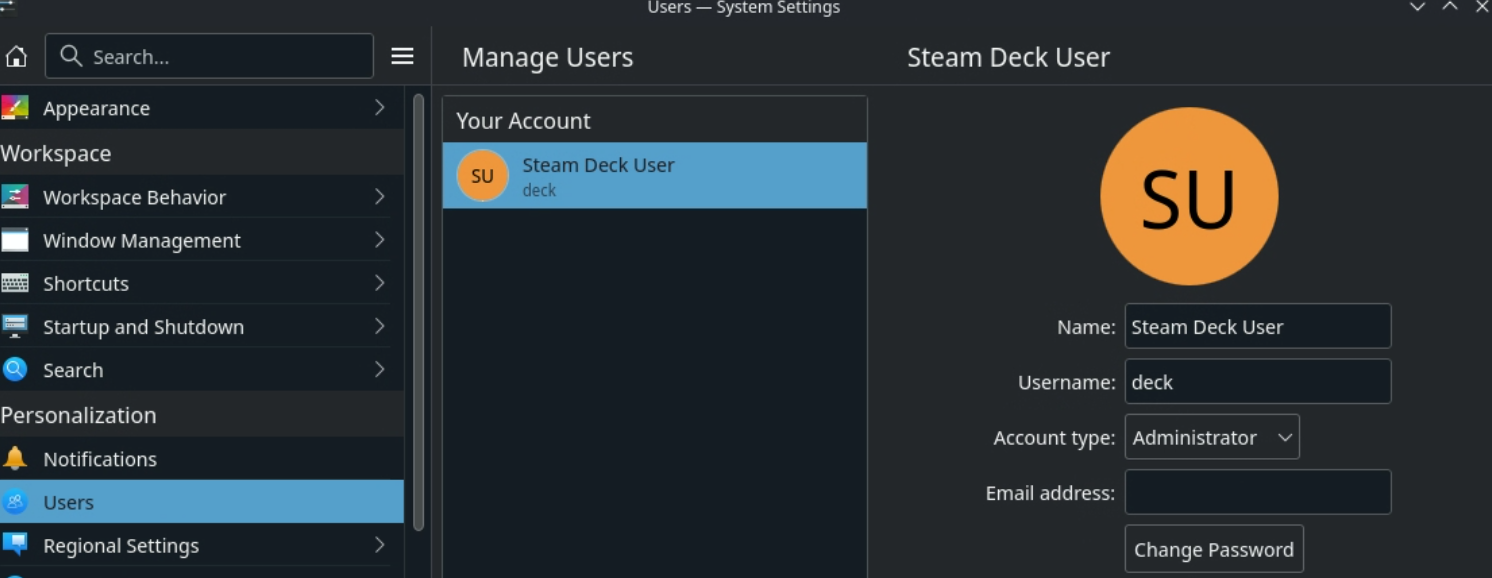 Users — System Settings
Search...
Appearance
Workspace
Workspace Behavior
Window Management
Shortcuts
Startup and Shutdown
Search
Personalization
Notifications
Users
Regional Settings
Manage Users
Your Account
SU
Steam Deck User
deck
Steam Deck User
SU
Name: Steam Deck User
Username: deck
Account type: Administrator
Email address:
Change Password